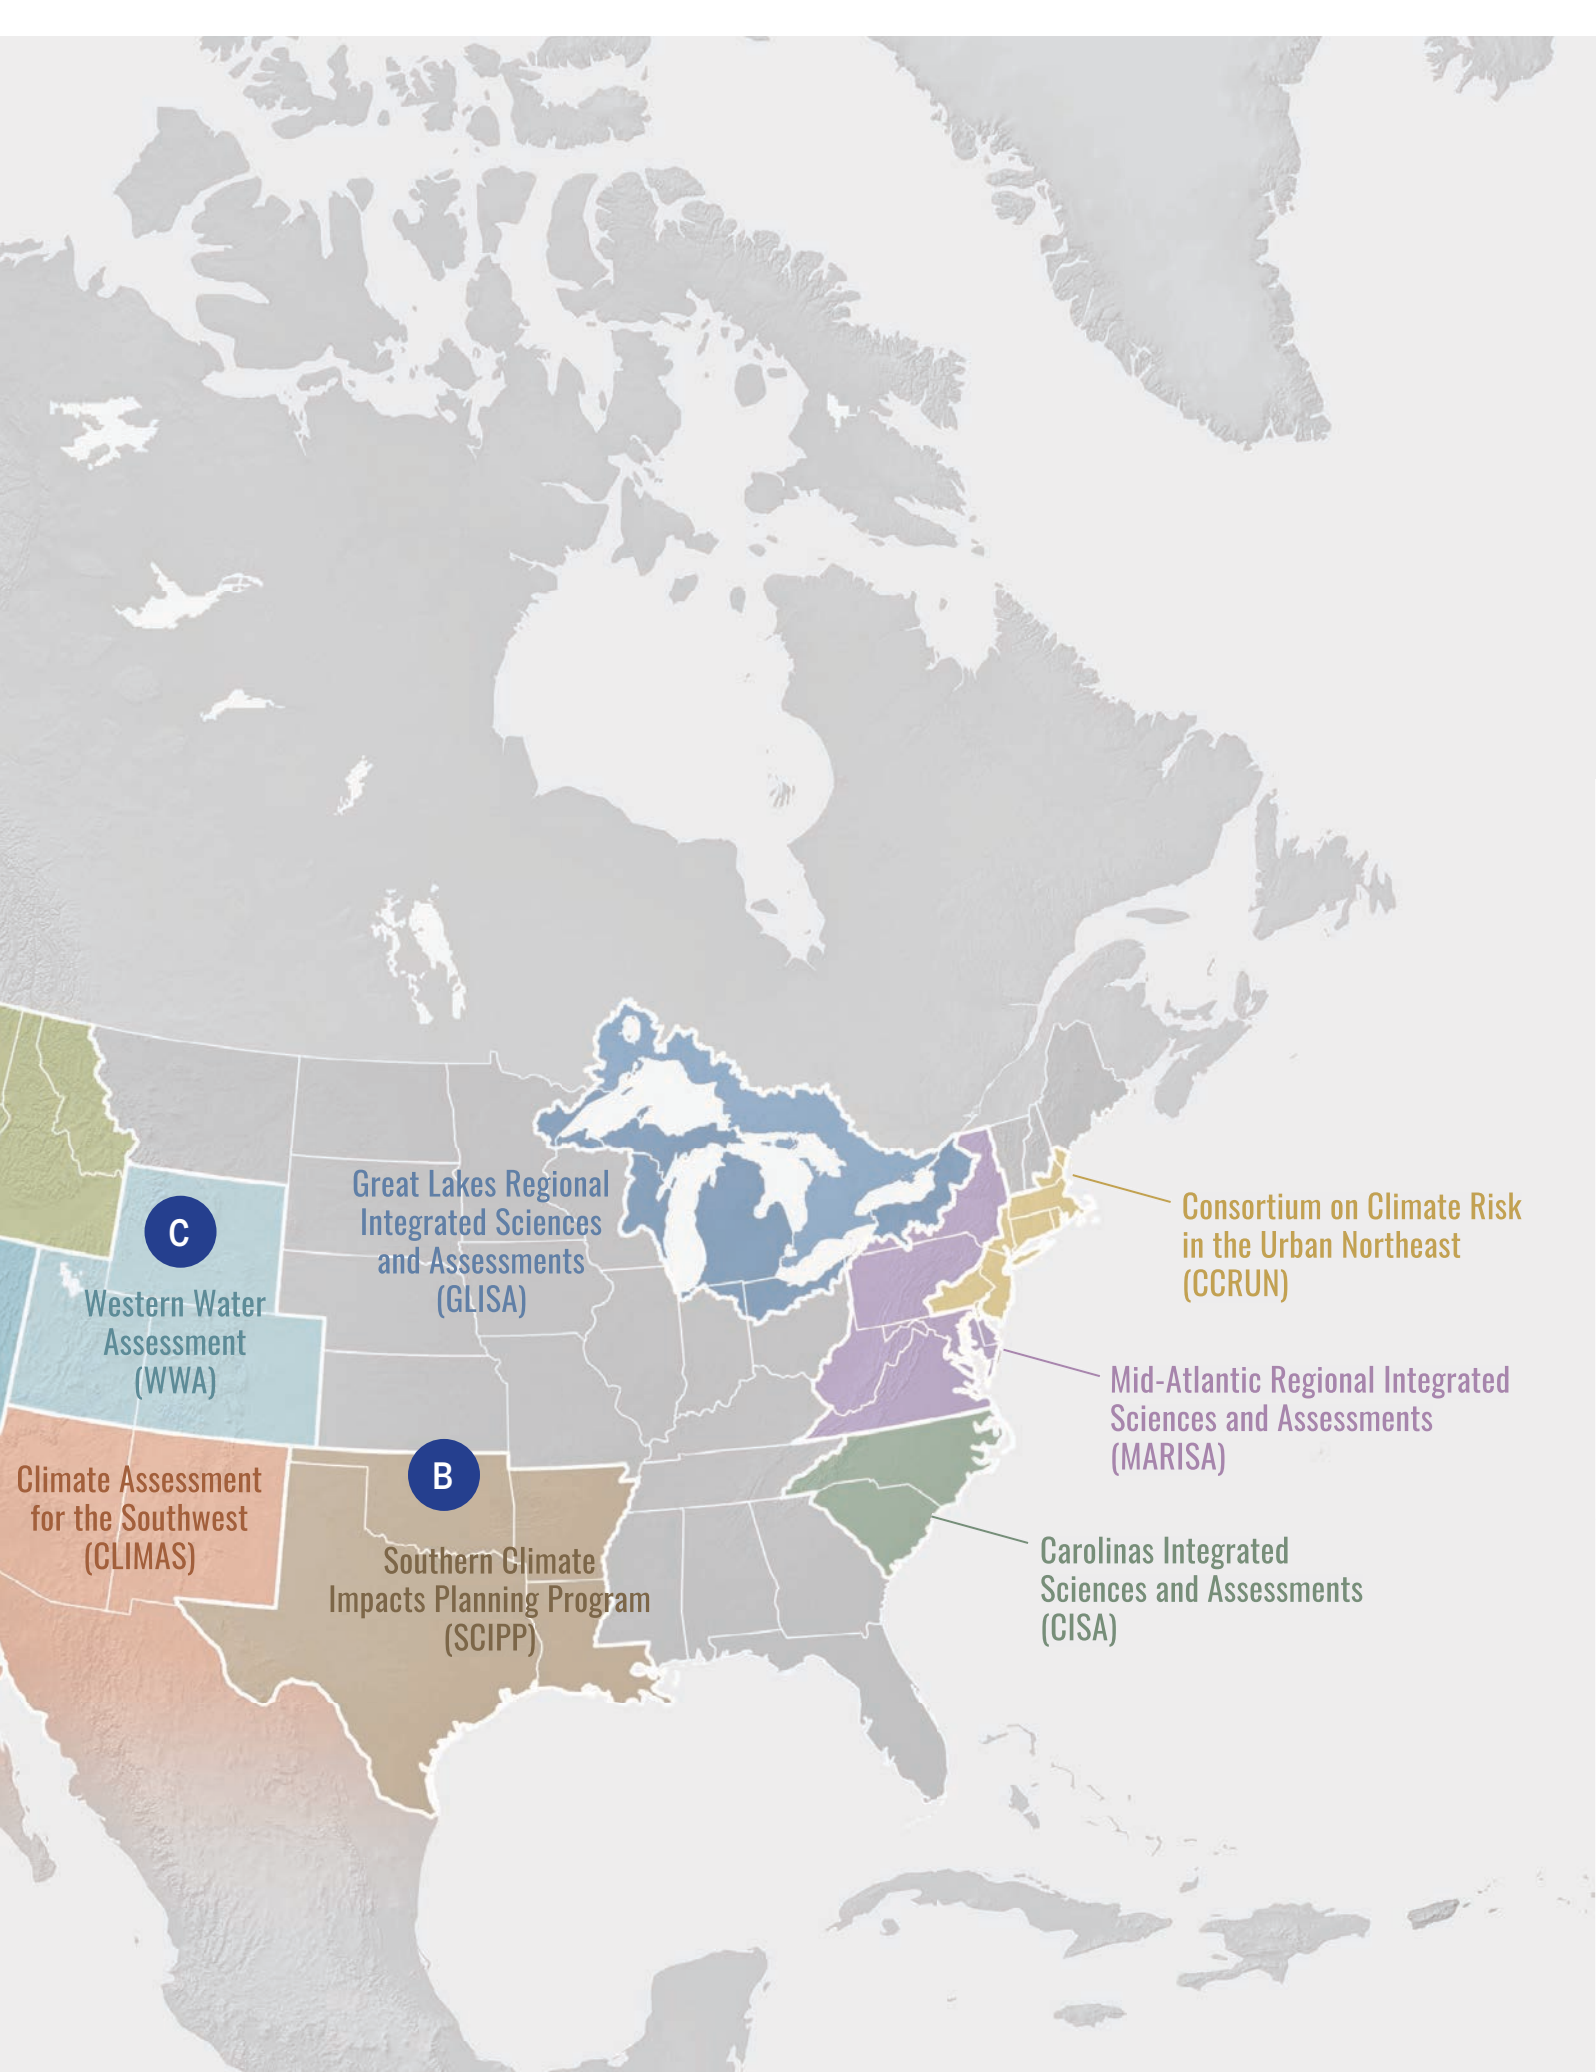 Great Lakes Regional
Integrated Sciences
and Assessments
(GLISA)
C
Western Water
Assessment
(WWA)
Consortium on Climate Risk
in the Urban Northeast
(CCRUN)
Mid-Atlantic Regional Integrated
Sciences and Assessments
(MARISA)
Climate Assessment
for the Southwest
(CLIMAS)
B
Southern Climate
Impacts Planning Program
(SCIPP)
Carolinas Integrated
Sciences and Assessments
(CISA)